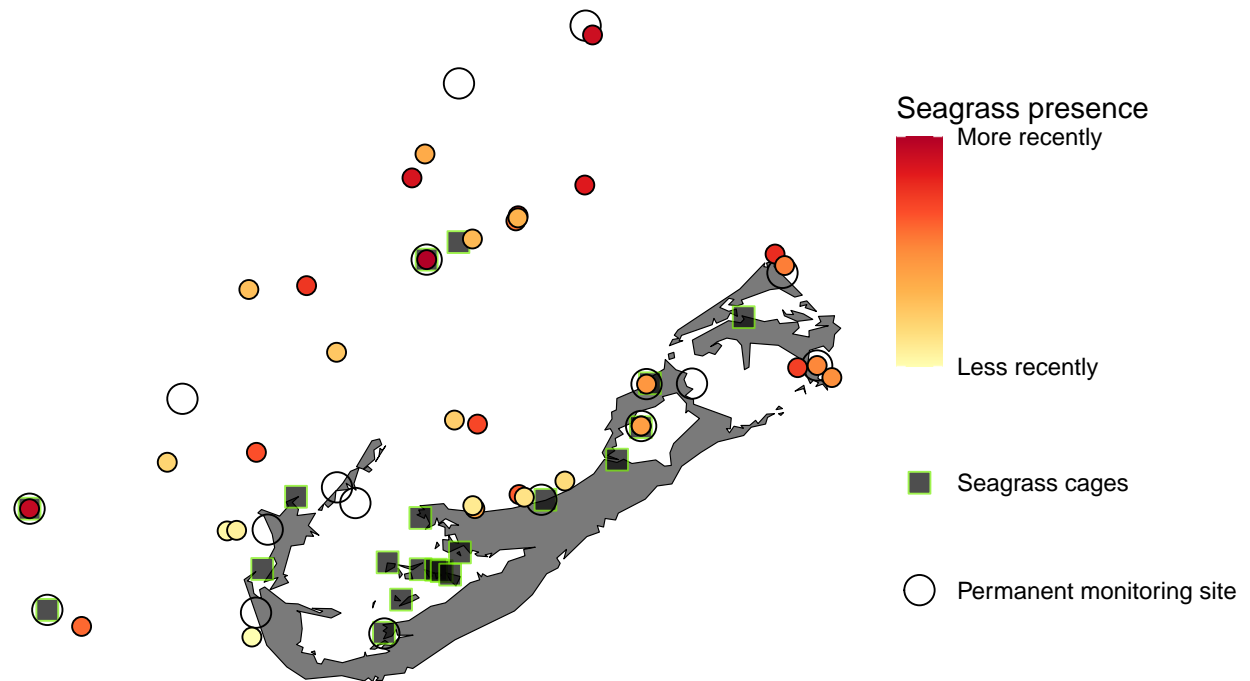 Seagrass presence
More recently
Less recently
Seagrass cages
Permanent monitoring site